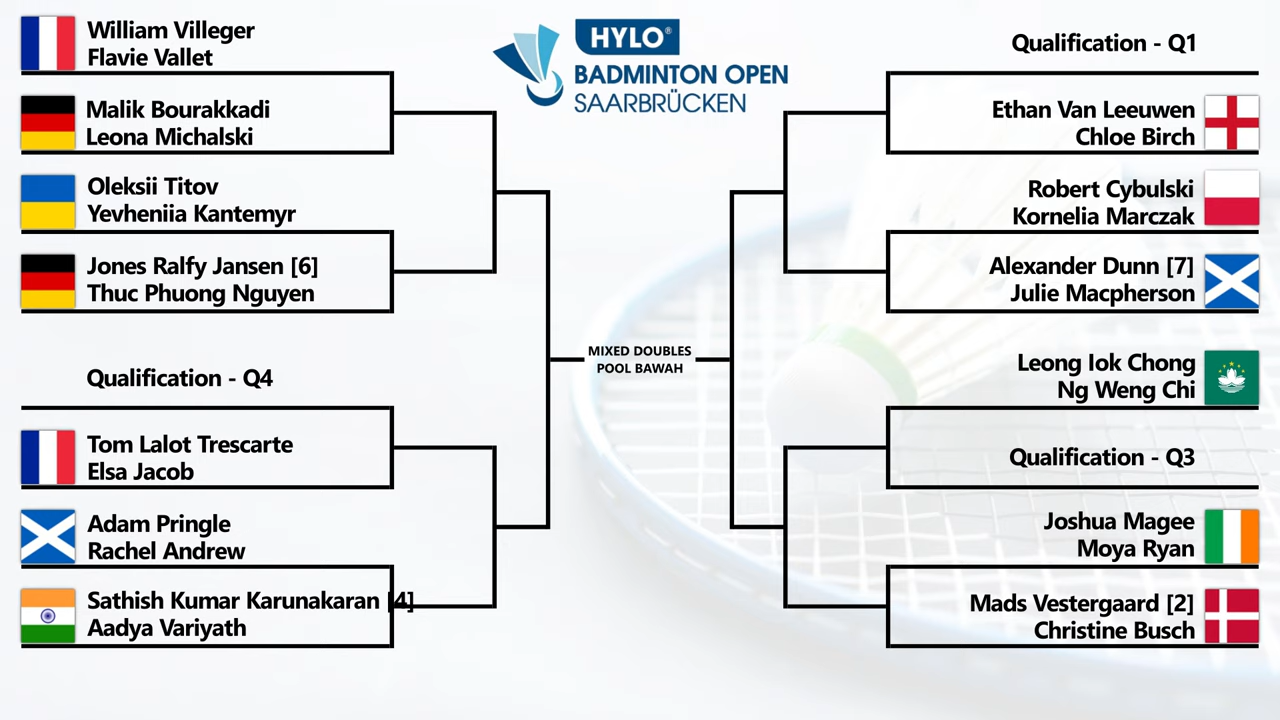 William Villeger
Flavie Vallet
Malik Bourakkadi
Leona Michalski
Oleksii Titov
Yevheniia Kantemyr
Jones Ralfy Jansen [6]
Thuc Phuong Nguyen
Qualification - Q4
Tom Lalot Trescarte
Elsa Jacob
Adam Pringle
Rachel Andrew
Sathish Kumar Karunakaran [4]
Aadya Variyath
HYLO®
BADMINTON OPEN
SAARBRÜCKEN
MIXED DOUBLES
POOL BAWAH
Qualification - Q1
Ethan Van Leeuwen
Chloe Birch
Robert Cybulski
Kornelia Marczak
Alexander Dunn [7]
Julie Macpherson
Leong Iok Chong
Ng Weng Chi
Qualification - Q3
Joshua Magee
Moya Ryan
Mads Vestergaard [2]
Christine Busch